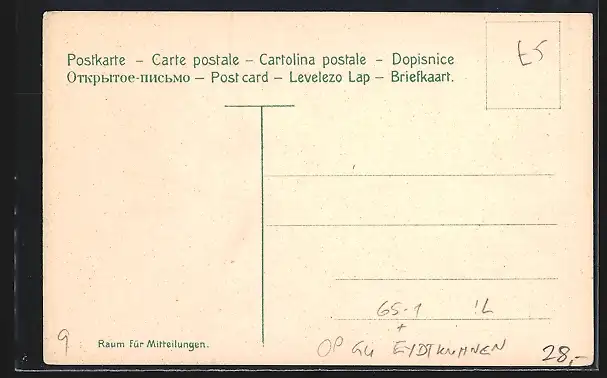 Postkarte – Carte postale – Cartolina postale – Dopisnice
Открытое-письмо – Post card – Levelezo Lap – Briefkaart.
65-1 !L
OP GU EYDTKUHNEN
9
Raum für Mitteilungen.
28,-